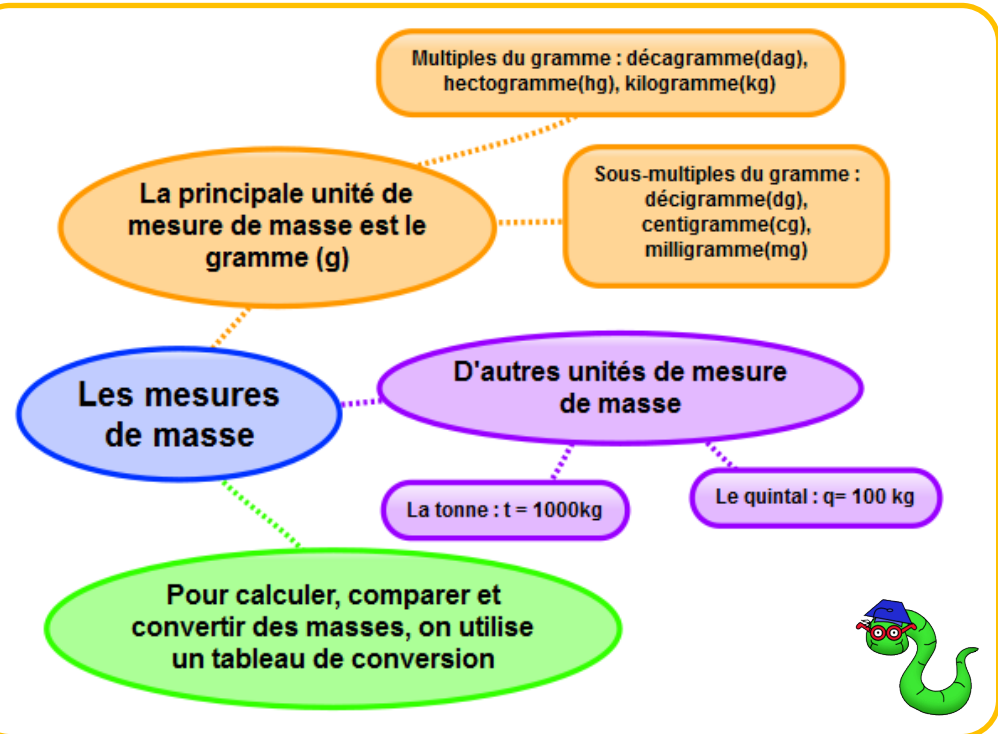 Multiples du gramme : décagramme(dag),
hectogramme(hg), kilogramme(kg)
La principale unité de
mesure de masse est le
gramme (g)
Sous-multiples du gramme :
décigramme(dg),
centigramme(cg),
milligramme(mg)
Les mesures
de masse
D'autres unités de mesure
de masse
La tonne : t = 1000kg
Le quintal : q= 100 kg
Pour calculer, comparer et
convertir des masses, on utilise
un tableau de conversion